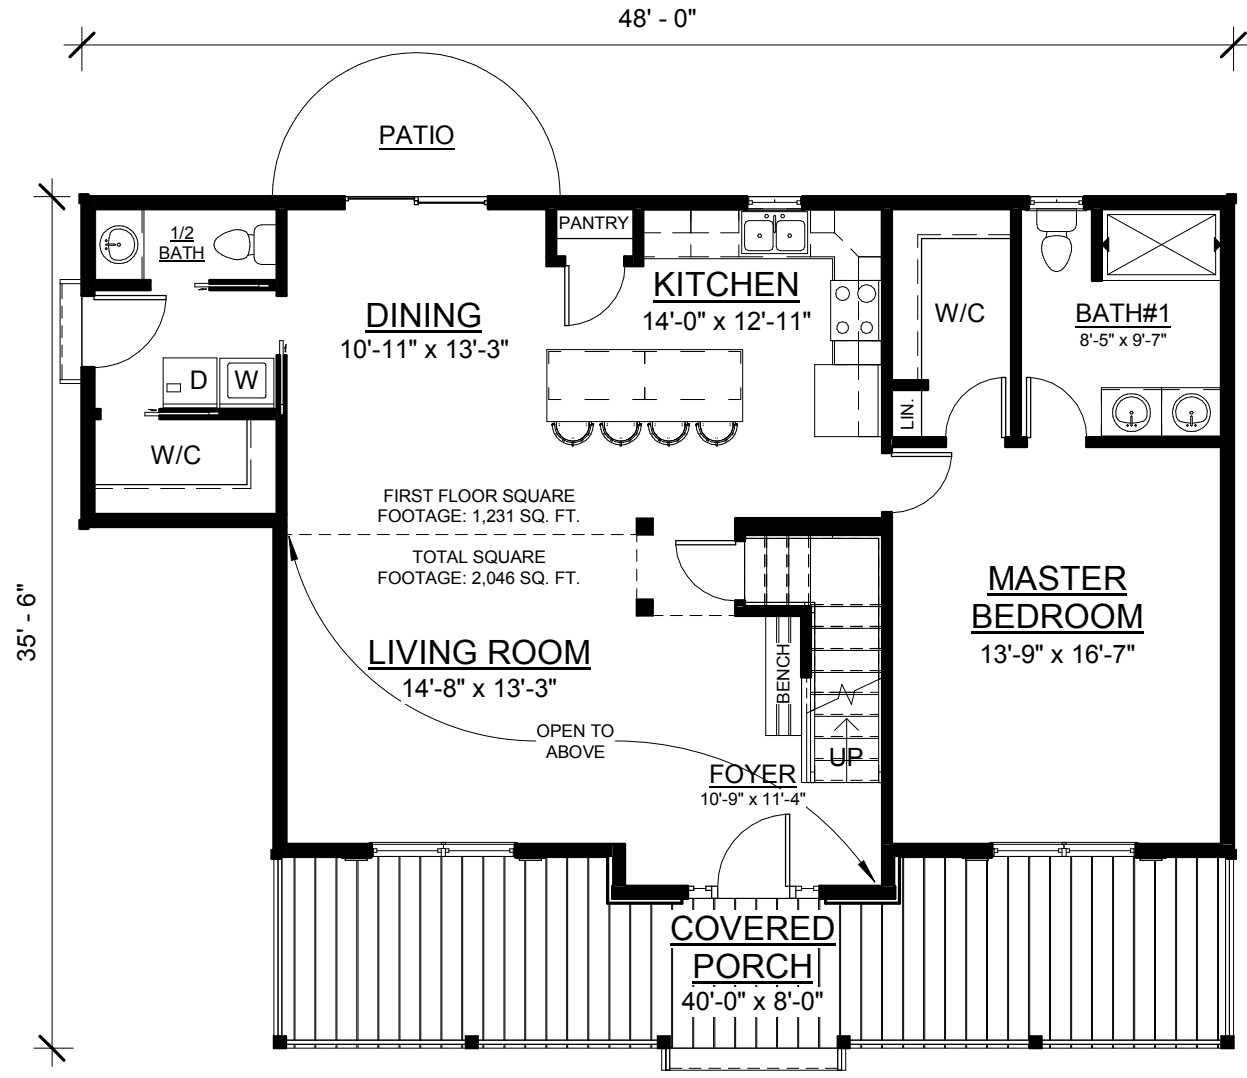 48' - 0"
PATIO
1/2
BATH
PANTRY
KITCHEN
14'-0" x 12'-11"
DINING
10'-11" x 13'-3"
W/C
BATH#1
8'-5" x 9'-7"
D
W
LIN.
W/C
FIRST FLOOR SQUARE
FOOTAGE: 1,231 SQ. FT.
TOTAL SQUARE
FOOTAGE: 2,046 SQ. FT.
MASTER
BEDROOM
13'-9" x 16'-7"
35' - 6"
LIVING ROOM
14'-8" x 13'-3"
BENCH
OPEN TO
ABOVE
UP
FOYER
10'-9" x 11'-4"
COVERED
PORCH
40'-0" x 8'-0"